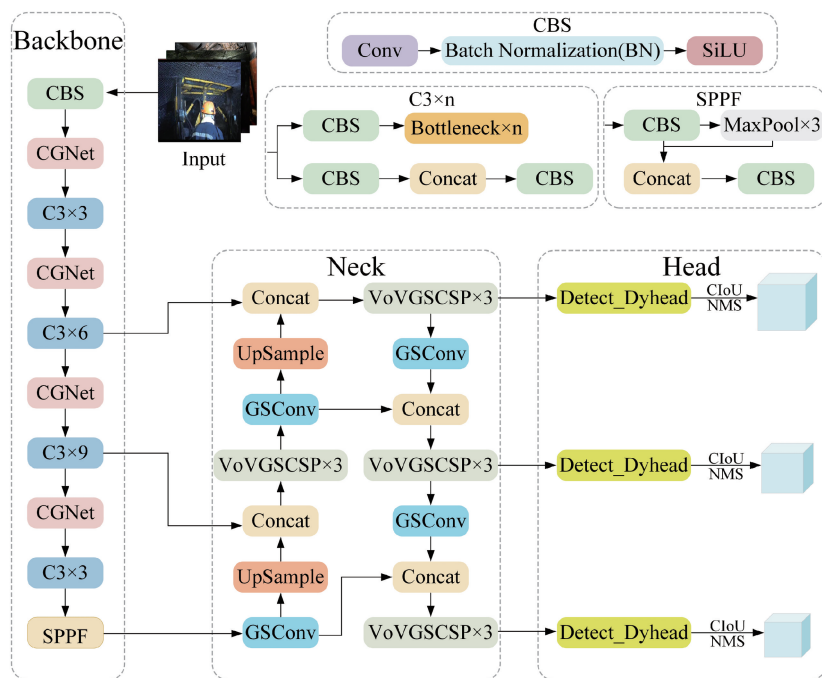 Backbone
CBS
CGNet
C3×3
CGNet
C3×6
CGNet
C3×9
CGNet
C3×3
SPPF
Input
CBS
Conv
Batch Normalization(BN)
SiLU
C3×n
CBS
Bottleneck×n
CBS
Concat
CBS
SPPF
CBS
MaxPool×3
Concat
CBS
Neck
Concat
VoVGSCSP×3
UpSample
GSConv
GSConv
Concat
VoVGSCSP×3
VoVGSCSP×3
Concat
GSConv
UpSample
Concat
GSConv
VoVGSCSP×3
Head
Detect_Dyhead
CIoU
NMS
Detect_Dyhead
CIoU
NMS
Detect_Dyhead
CIoU
NMS